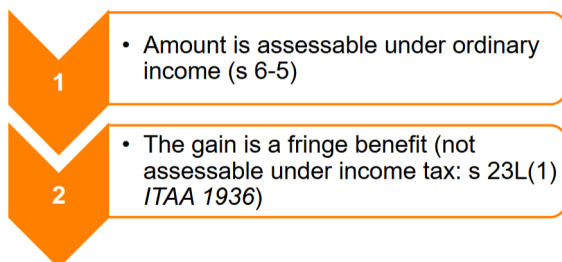 1
• Amount is assessable under ordinary
income (s 6-5)
2
• The gain is a fringe benefit (not
assessable under income tax: s 23L(1)
ITAA 1936)